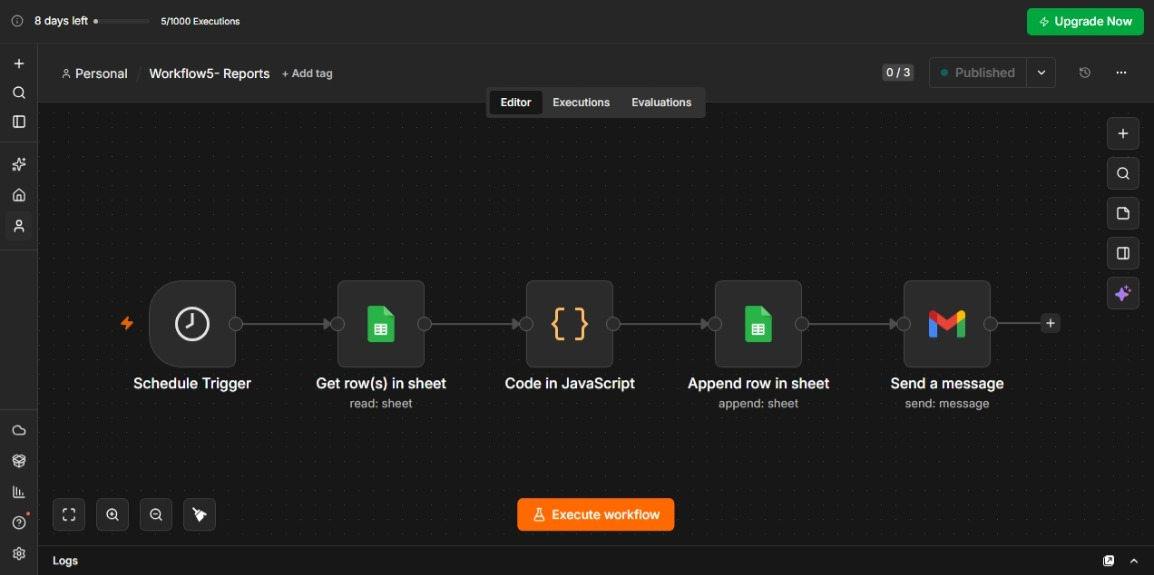 8 days left
5/1000 Executions
Upgrade Now
Personal / Workflow5- Reports + Add tag
0 / 3
Published
Editor Executions Evaluations
Schedule Trigger
Get row(s) in sheet
read: sheet
Code in JavaScript
Append row in sheet
append: sheet
Send a message
send: message
Execute workflow
Logs